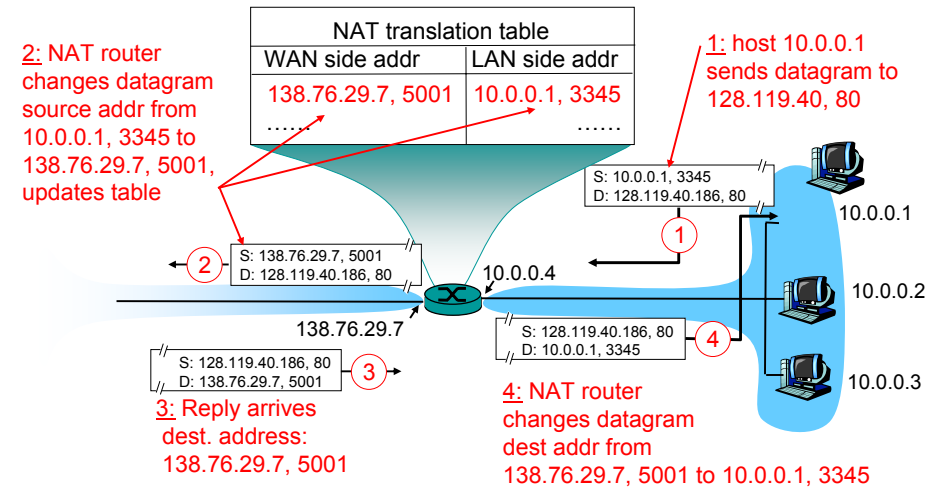 NAT translation table
WAN side addr LAN side addr
138.76.29.7, 5001 10.0.0.1, 3345
…… ……
2: NAT router
changes datagram
source addr from
10.0.0.1, 3345 to
138.76.29.7, 5001,
updates table
1: host 10.0.0.1
sends datagram to
128.119.40, 80
S: 10.0.0.1, 3345
D: 128.119.40.186, 80
1
10.0.0.1
S: 138.76.29.7, 5001
D: 128.119.40.186, 80
2
10.0.0.4
10.0.0.2
138.76.29.7
S: 128.119.40.186, 80
D: 10.0.0.1, 3345
4
S: 128.119.40.186, 80
D: 138.76.29.7, 5001
3
10.0.0.3
3: Reply arrives
dest. address:
138.76.29.7, 5001
4: NAT router
changes datagram
dest addr from
138.76.29.7, 5001 to 10.0.0.1, 3345